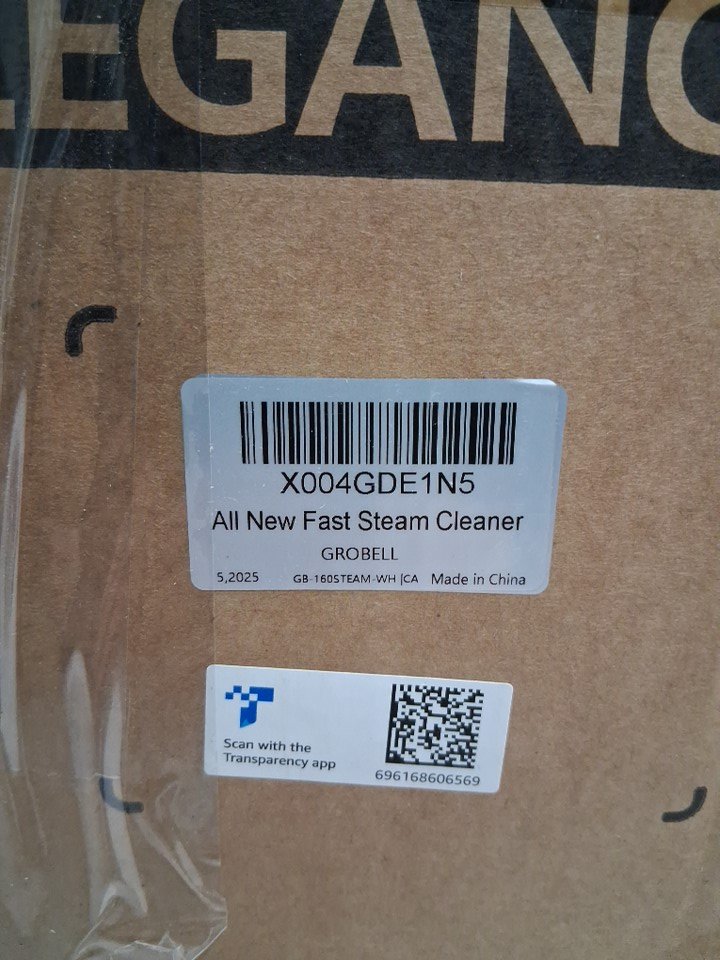 EGANC
X004GDE1N5
All New Fast Steam Cleaner
GROBELL
5,2025 GB-160STEAM-WH |CA Made in China
Scan with the
Transparency app
696168606569